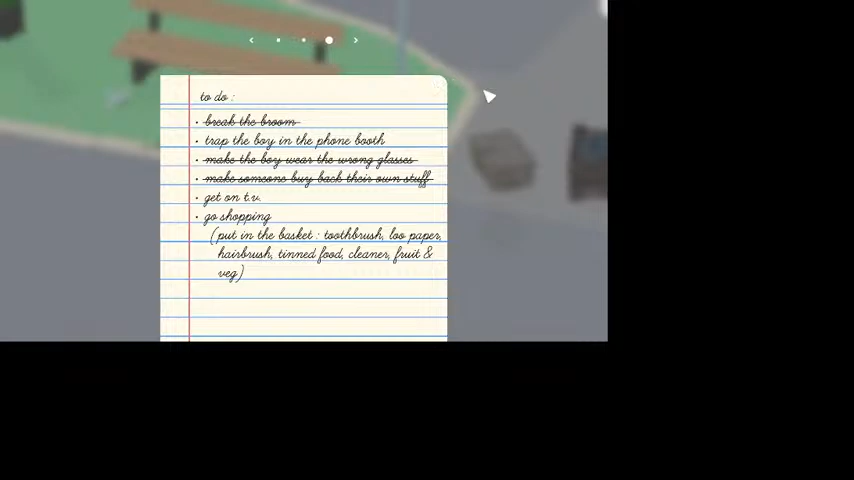 to do :
• break the broom
• trap the boy in the phone booth
• make the boy wear the wrong glasses
• make someone buy back their own stuff
• get on t.v.
• go shopping
(put in the basket : toothbrush, loo paper,
hairbrush, tinned food, cleaner, fruit &
veg)